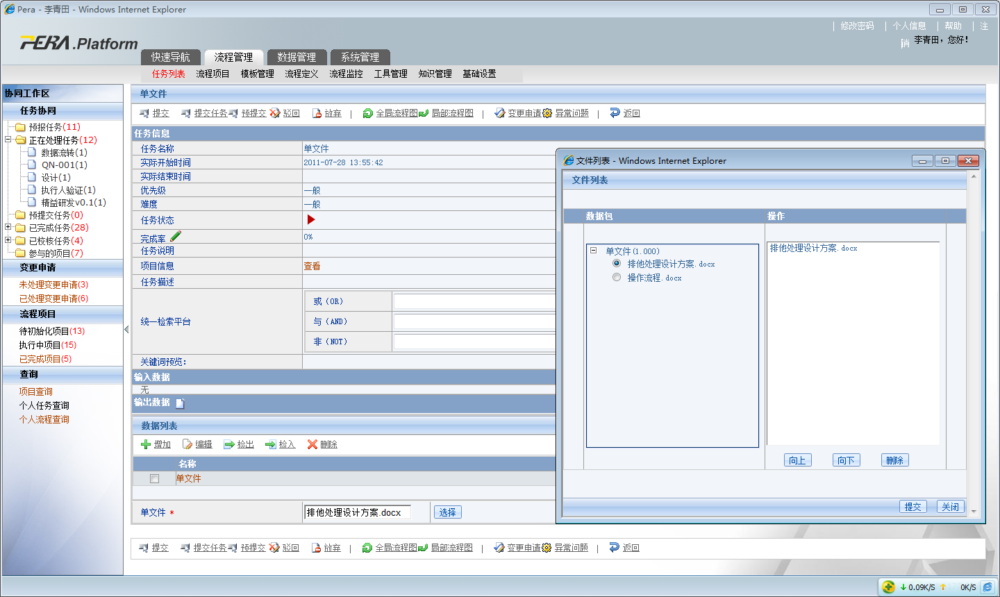 Pera - 李青田 - Windows Internet Explorer
| 修改密码 | 个人信息 | 帮助 | 注销
李青田，您好！
PERA.Platform
快速导航 流程管理 数据管理 系统管理
任务列表 流程项目 模板管理 流程定义 流程监控 工具管理 知识管理 基础设置
协同工作区
任务协同
预报任务(11)
正在处理任务(12)
数据流转(1)
QN-001(1)
设计(1)
执行人验证(1)
精益研发v0.1(1)
预提交任务(0)
已完成任务(28)
已校核任务(4)
参与的项目(7)
变更申请
未处理变更申请(3)
已处理变更申请(6)
流程项目
待初始化项目(13)
执行中项目(15)
已完成项目(5)
查询
项目查询
个人任务查询
个人流程查询
单文件
提交 提交任务 预提交 驳回 放弃 | 全局流程图 局部流程图 | 变更申请 异常问题 | 返回
任务信息
任务名称 单文件
实际开始时间 2011-07-28 13:55:42
实际结束时间
优先级 一般
难度 一般
任务状态
完成率 0%
任务说明
项目信息 查看
任务描述
统一检索平台
或（OR）
与（AND）
非（NOT）
关键词预览：
输入数据
无
输出数据
数据列表
增加 编辑 检出 检入 删除
名称
单文件
单文件 * 排他处理设计方案.docx 选择
提交 提交任务 预提交 驳回 放弃 | 全局流程图 局部流程图 | 变更申请 异常问题 | 返回
文件列表 - Windows Internet Explorer
文件列表
数据包 操作
单文件(1.000)
排他处理设计方案.docx
操作流程.docx
排他处理设计方案.docx
向上 向下 删除
提交 关闭
0.09K/S 0K/S